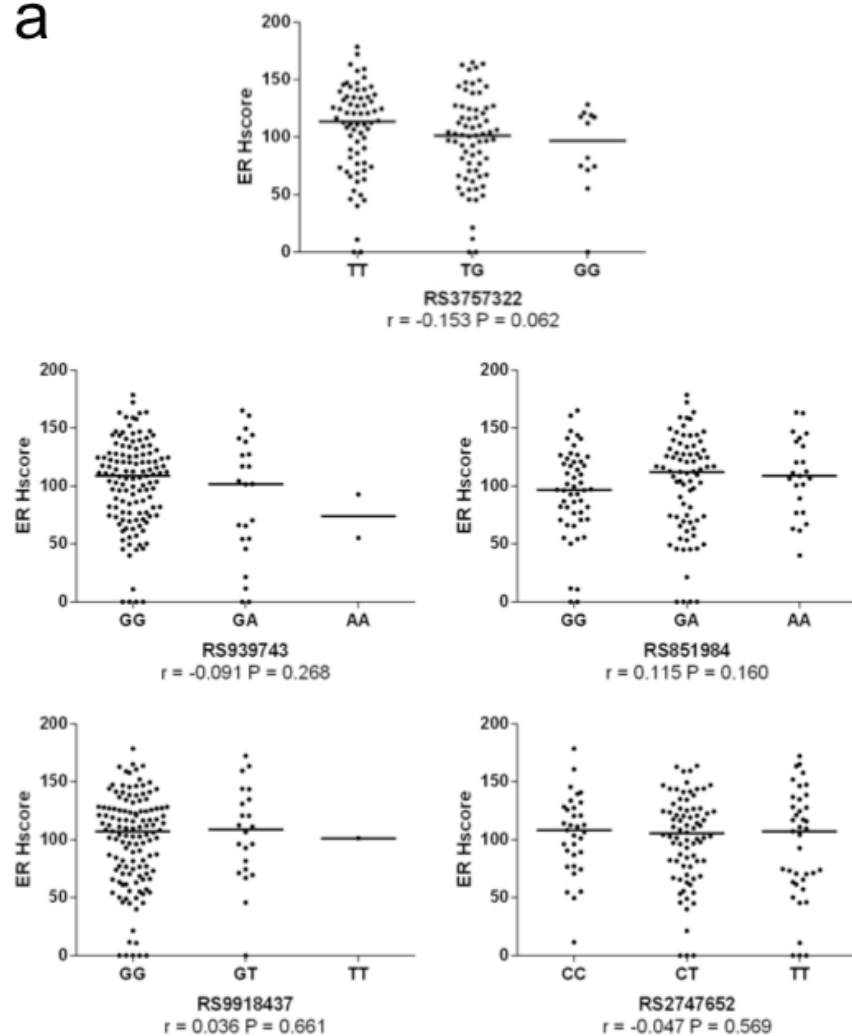 a
200
150
100
50
0
ER Hscore
TT TG GG
RS3757322
r = -0.153 P = 0.062
200
150
100
50
0
ER Hscore
GG GA AA
RS939743
r = -0.091 P = 0.268
200
150
100
50
0
ER Hscore
GG GA AA
RS851984
r = 0.115 P = 0.160
200
150
100
50
0
ER Hscore
GG GT TT
RS9918437
r = 0.036 P = 0.661
200
150
100
50
0
ER Hscore
CC CT TT
RS2747652
r = -0.047 P = 0.569